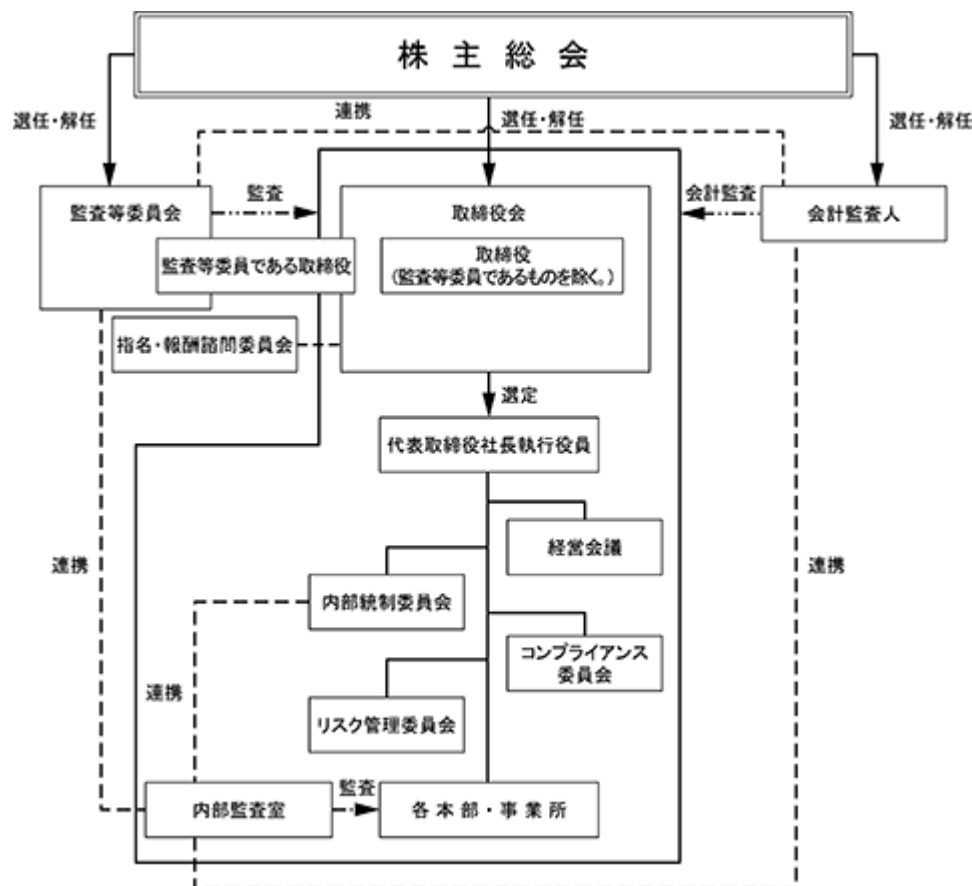 株主総会
連携
選任・解任
選任・解任
選任・解任
監査等委員会
監査
取締役会
会計監査
会計監査人
監査等委員である取締役
取締役
(監査等委員であるものを除く。)
指名・報酬諮問委員会
選定
代表取締役社長執行役員
経営会議
連携
連携
内部統制委員会
コンプライアンス
委員会
連携
リスク管理委員会
内部監査室
監査
各本部・事業所